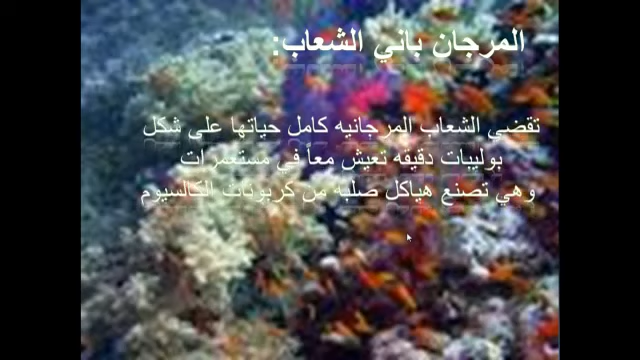 المرجان باني الشعاب:
تقضي الشعاب المرجانيه كامل حياتها على شكل
بوليبات دقيقه تعيش معاً في مستعمرات
وهي تصنع هياكل صلبه من كربونات الكالسيوم